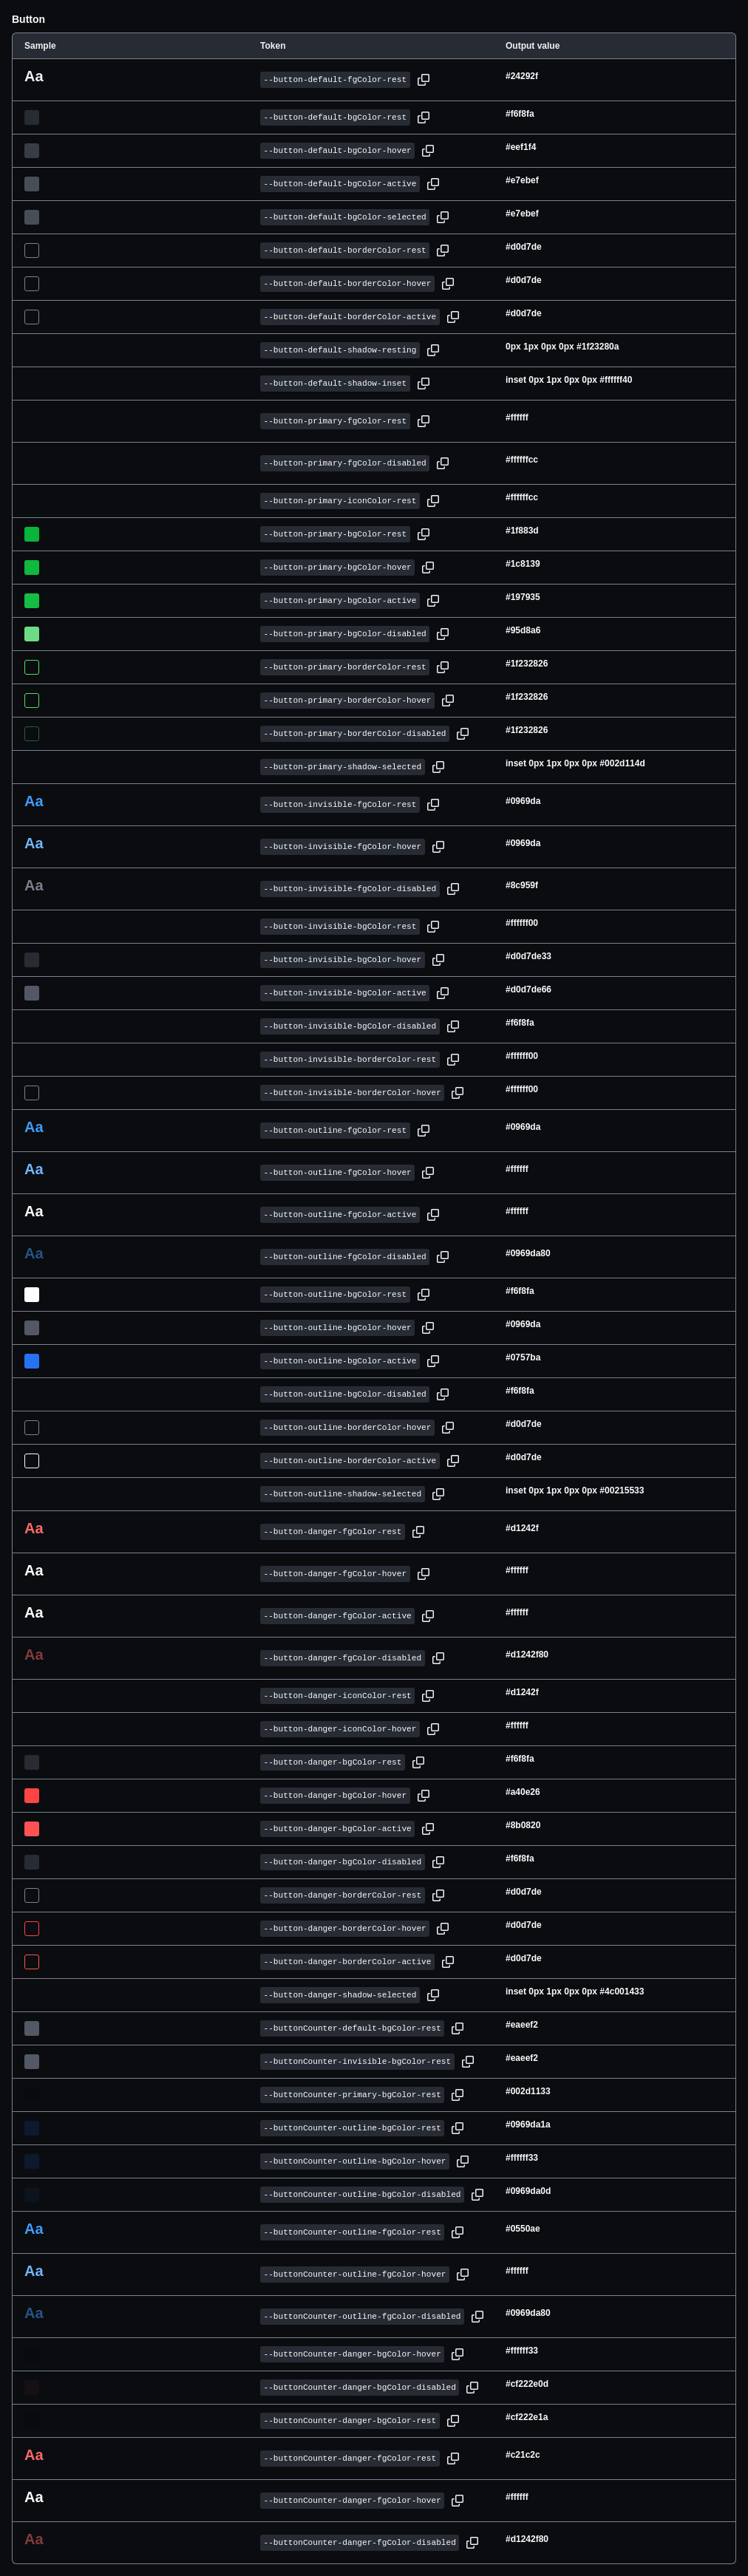 Button
Sample Token Output value
Aa --button-default-fgColor-rest #24292f
--button-default-bgColor-rest #f6f8fa
--button-default-bgColor-hover #eef1f4
--button-default-bgColor-active #e7ebef
--button-default-bgColor-selected #e7ebef
--button-default-borderColor-rest #d0d7de
--button-default-borderColor-hover #d0d7de
--button-default-borderColor-active #d0d7de
--button-default-shadow-resting 0px 1px 0px 0px #1f23280a
--button-default-shadow-inset inset 0px 1px 0px 0px #ffffff40
--button-primary-fgColor-rest #ffffff
--button-primary-fgColor-disabled #ffffffcc
--button-primary-iconColor-rest #ffffffcc
--button-primary-bgColor-rest #1f883d
--button-primary-bgColor-hover #1c8139
--button-primary-bgColor-active #197935
--button-primary-bgColor-disabled #95d8a6
--button-primary-borderColor-rest #1f232826
--button-primary-borderColor-hover #1f232826
--button-primary-borderColor-disabled #1f232826
--button-primary-shadow-selected inset 0px 1px 0px 0px #002d114d
Aa --button-invisible-fgColor-rest #0969da
Aa --button-invisible-fgColor-hover #0969da
Aa --button-invisible-fgColor-disabled #8c959f
--button-invisible-bgColor-rest #ffffff00
--button-invisible-bgColor-hover #d0d7de33
--button-invisible-bgColor-active #d0d7de66
--button-invisible-bgColor-disabled #f6f8fa
--button-invisible-borderColor-rest #ffffff00
--button-invisible-borderColor-hover #ffffff00
Aa --button-outline-fgColor-rest #0969da
Aa --button-outline-fgColor-hover #ffffff
Aa --button-outline-fgColor-active #ffffff
Aa --button-outline-fgColor-disabled #0969da80
--button-outline-bgColor-rest #f6f8fa
--button-outline-bgColor-hover #0969da
--button-outline-bgColor-active #0757ba
--button-outline-bgColor-disabled #f6f8fa
--button-outline-borderColor-hover #d0d7de
--button-outline-borderColor-active #d0d7de
--button-outline-shadow-selected inset 0px 1px 0px 0px #00215533
Aa --button-danger-fgColor-rest #d1242f
Aa --button-danger-fgColor-hover #ffffff
Aa --button-danger-fgColor-active #ffffff
Aa --button-danger-fgColor-disabled #d1242f80
--button-danger-iconColor-rest #d1242f
--button-danger-iconColor-hover #ffffff
--button-danger-bgColor-rest #f6f8fa
--button-danger-bgColor-hover #a40e26
--button-danger-bgColor-active #8b0820
--button-danger-bgColor-disabled #f6f8fa
--button-danger-borderColor-rest #d0d7de
--button-danger-borderColor-hover #d0d7de
--button-danger-borderColor-active #d0d7de
--button-danger-shadow-selected inset 0px 1px 0px 0px #4c001433
--buttonCounter-default-bgColor-rest #eaeef2
--buttonCounter-invisible-bgColor-rest #eaeef2
--buttonCounter-primary-bgColor-rest #002d1133
--buttonCounter-outline-bgColor-rest #0969da1a
--buttonCounter-outline-bgColor-hover #ffffff33
--buttonCounter-outline-bgColor-disabled #0969da0d
Aa --buttonCounter-outline-fgColor-rest #0550ae
Aa --buttonCounter-outline-fgColor-hover #ffffff
Aa --buttonCounter-outline-fgColor-disabled #0969da80
--buttonCounter-danger-bgColor-hover #ffffff33
--buttonCounter-danger-bgColor-disabled #cf222e0d
--buttonCounter-danger-bgColor-rest #cf222e1a
Aa --buttonCounter-danger-fgColor-rest #c21c2c
Aa --buttonCounter-danger-fgColor-hover #ffffff
Aa --buttonCounter-danger-fgColor-disabled #d1242f80